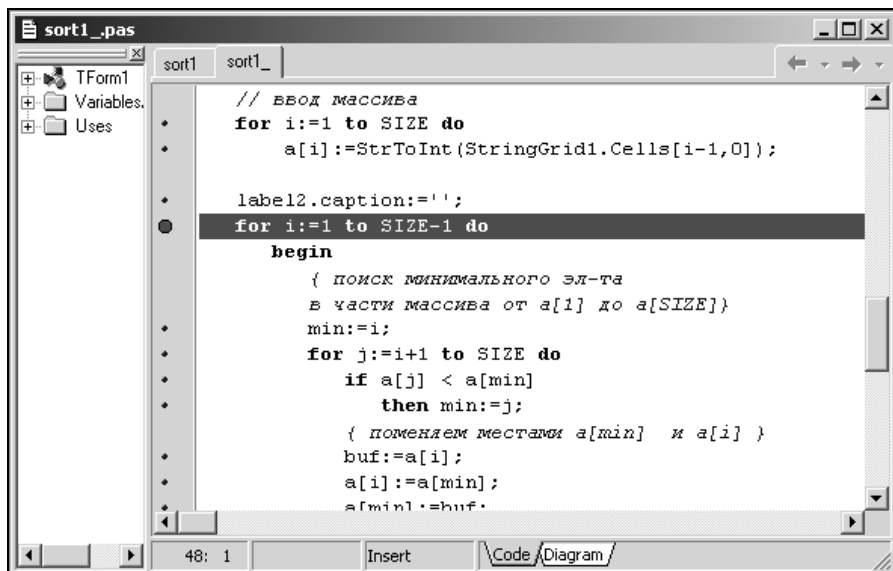 sort1_.pas
TForm1
Variables.
Uses
sort1
sort1_
// ввод массива
for i:=1 to SIZE do
a[i]:=StrToInt(StringGrid1.Cells[i-1,0]);
label2.caption:='';
for i:=1 to SIZE-1 do
begin
{ поиск минимального эл-та
в части массива от a[1] до a[SIZE]}
min:=i;
for j:=i+1 to SIZE do
if a[j] < a[min]
then min:=j;
{ поменяем местами a[min] и a[i] }
buf:=a[i];
a[i]:=a[min];
a[min]:=buf;
48: 1
Insert
Code
Diagram